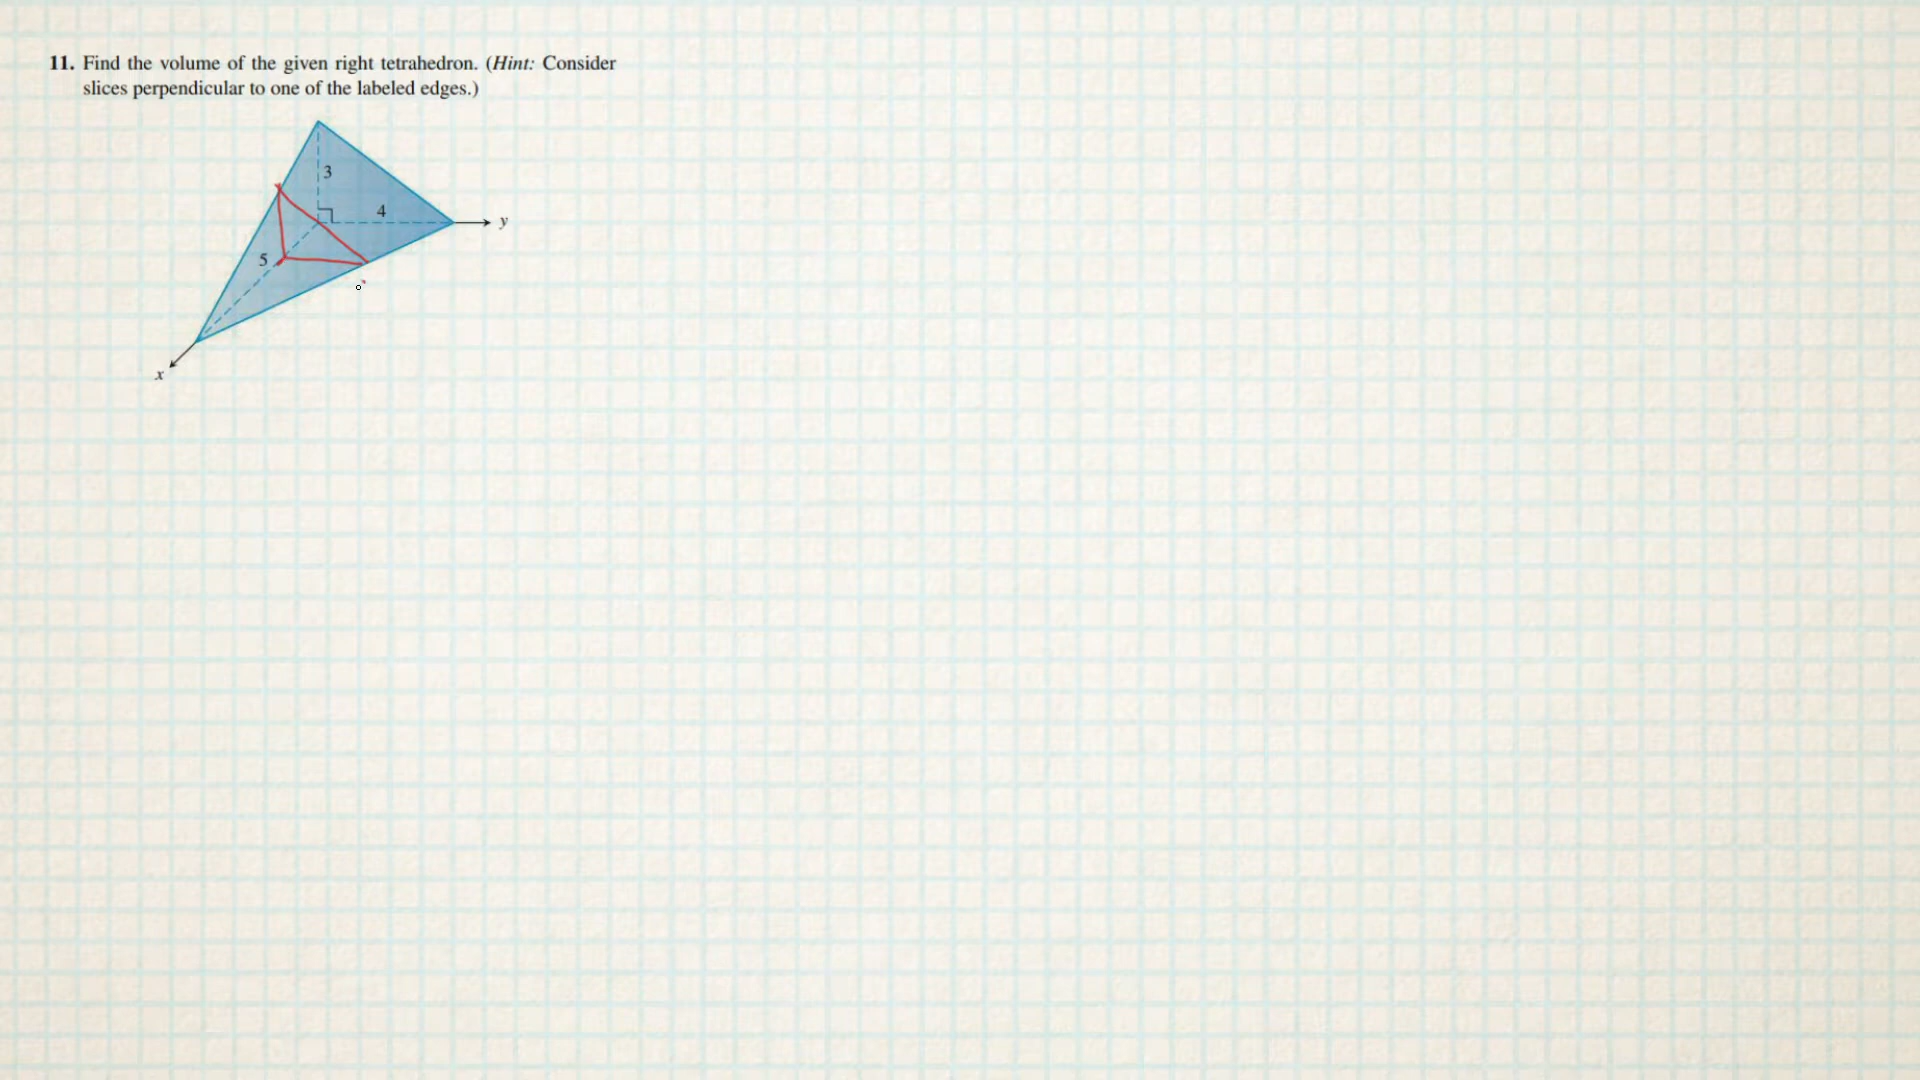 11. Find the volume of the given right tetrahedron. (Hint: Consider
slices perpendicular to one of the labeled edges.)
3
4
y
5
x